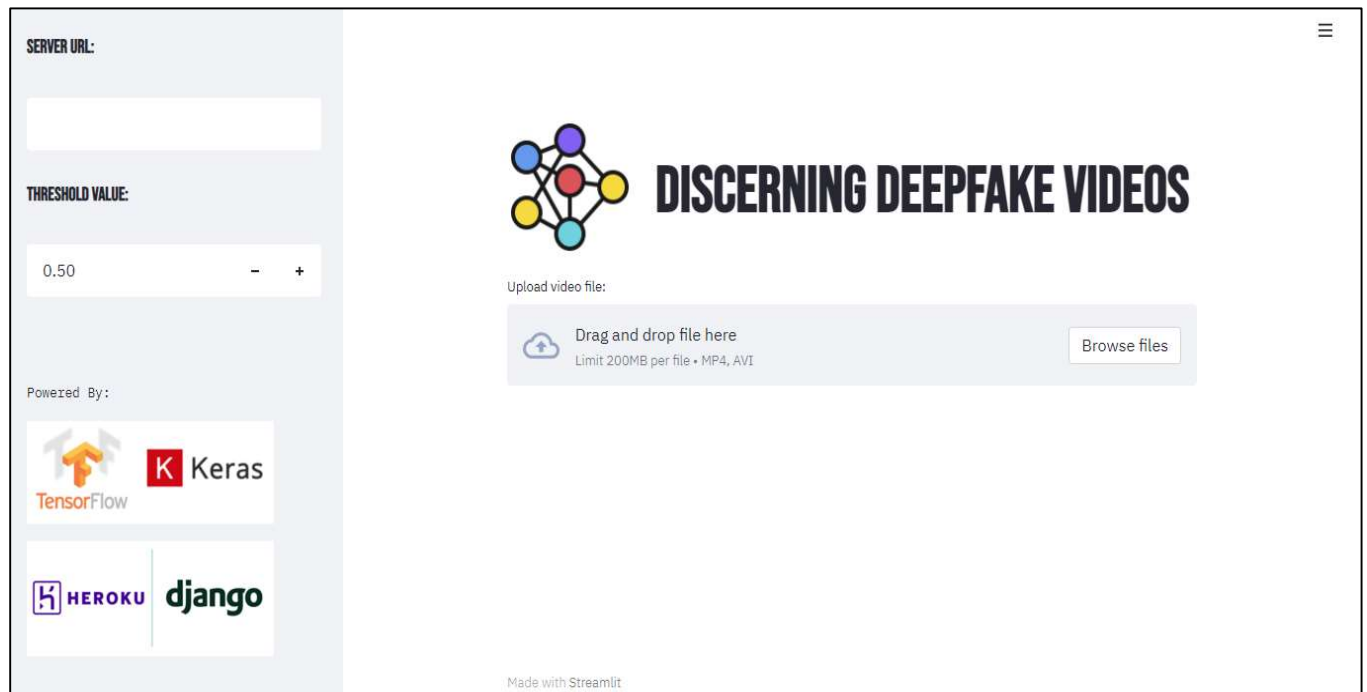 SERVER URL:
THRESHOLD VALUE:
0.50 - +
Powered By:
TensorFlow
K Keras
HEROKU django
DISCERNING DEEPFAKE VIDEOS
Upload video file:
Drag and drop file here
Limit 200MB per file • MP4, AVI
Browse files
Made with Streamlit